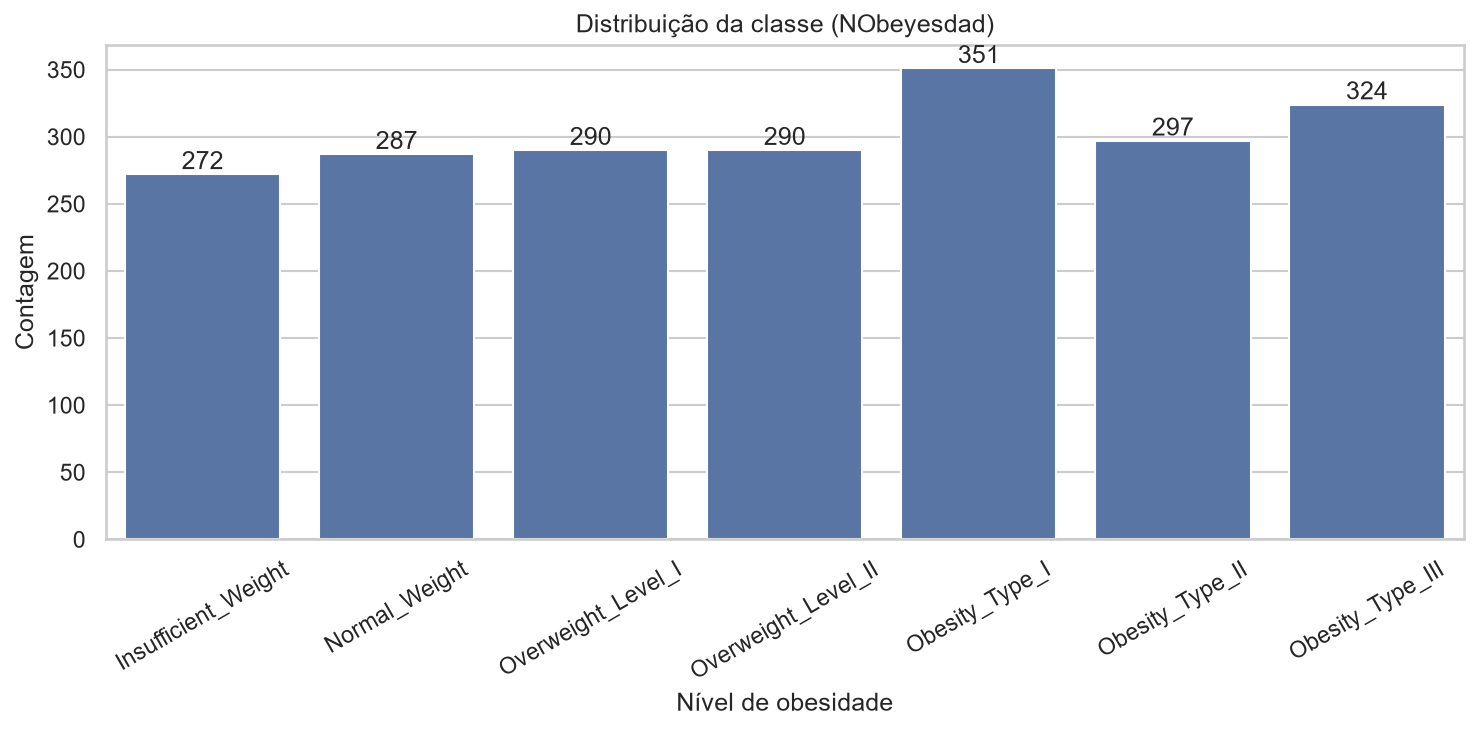 Distribuição da classe (NObeyesdad)
Contagem
350
300
250
200
150
100
50
0
272
287
290
290
351
297
324
Insufficient_Weight
Normal_Weight
Overweight_Level_I
Overweight_Level_II
Obesity_Type_I
Obesity_Type_II
Obesity_Type_III
Nível de obesidade